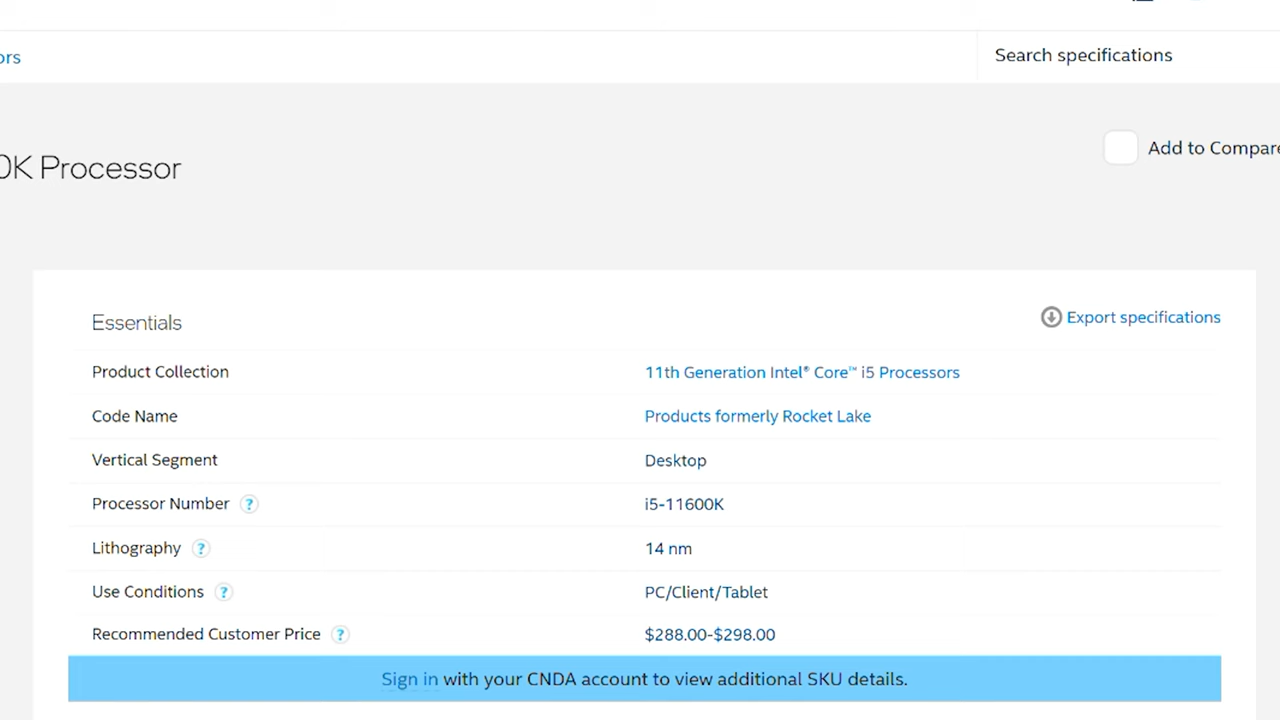 ors
Search specifications
0K Processor
Add to Compare
Essentials
Export specifications
Product Collection 11th Generation Intel® Core™ i5 Processors
Code Name Products formerly Rocket Lake
Vertical Segment Desktop
Processor Number ? i5-11600K
Lithography ? 14 nm
Use Conditions ? PC/Client/Tablet
Recommended Customer Price ? $288.00-$298.00
Sign in with your CNDA account to view additional SKU details.